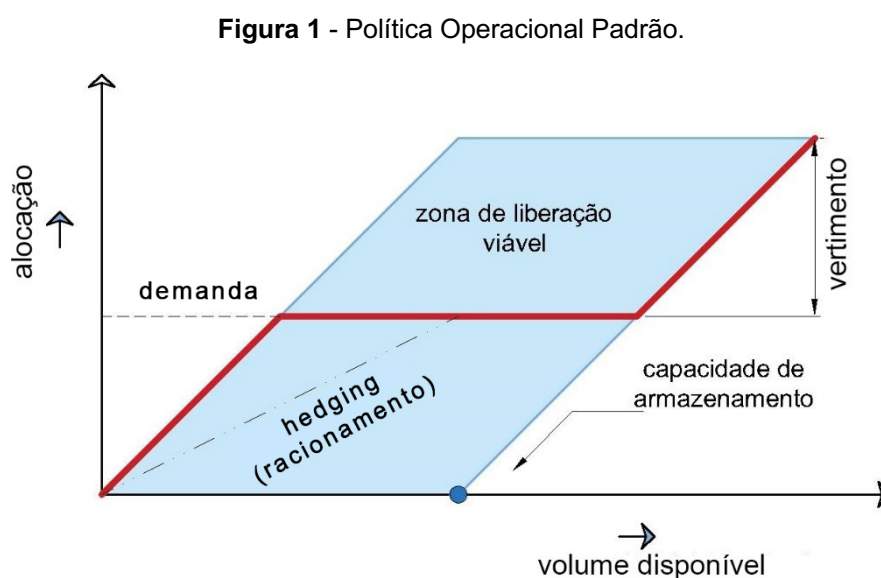 Figura 1 - Política Operacional Padrão.
alocação
zona de liberação
viável
vertimento
demanda
hedging
(racionamento)
capacidade de
armazenamento
volume disponível